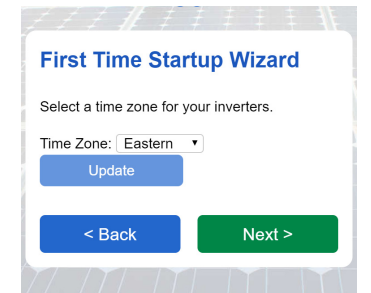 First Time Startup Wizard
Select a time zone for your inverters.
Time Zone: Eastern
Update
< Back
Next >